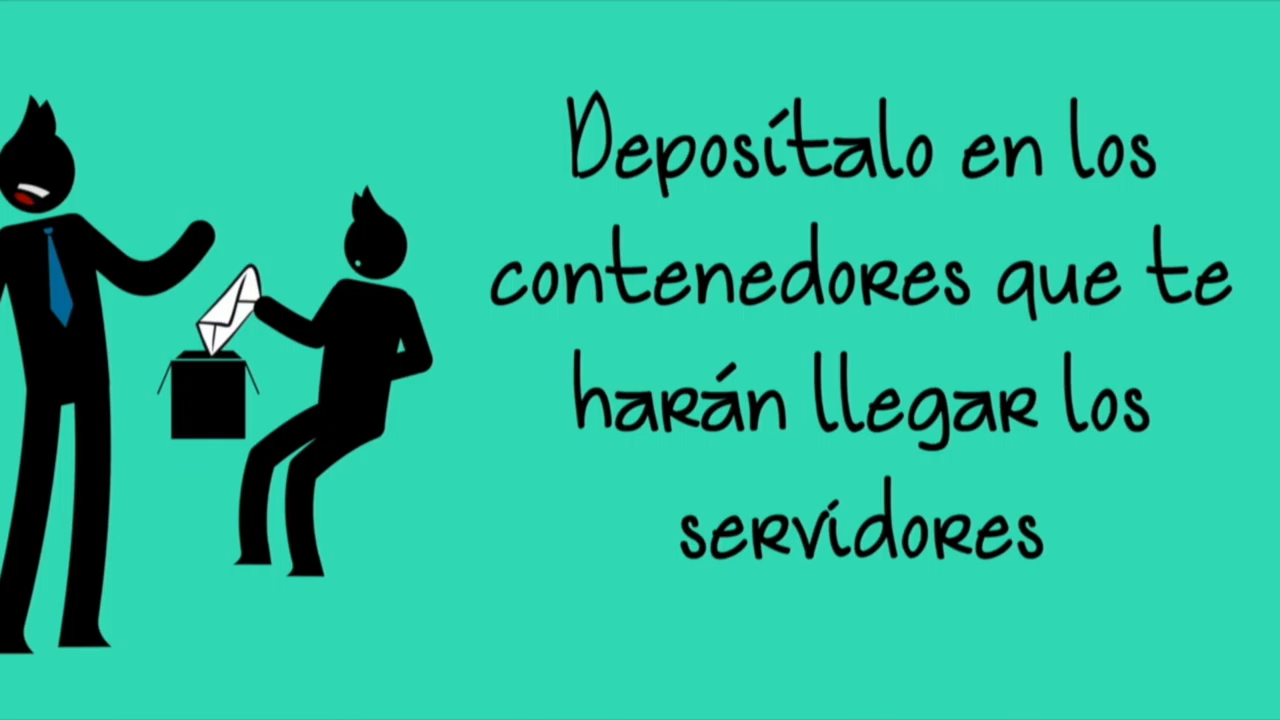 Deposítalo en los
contenedores que te
harán llegar los
servidores